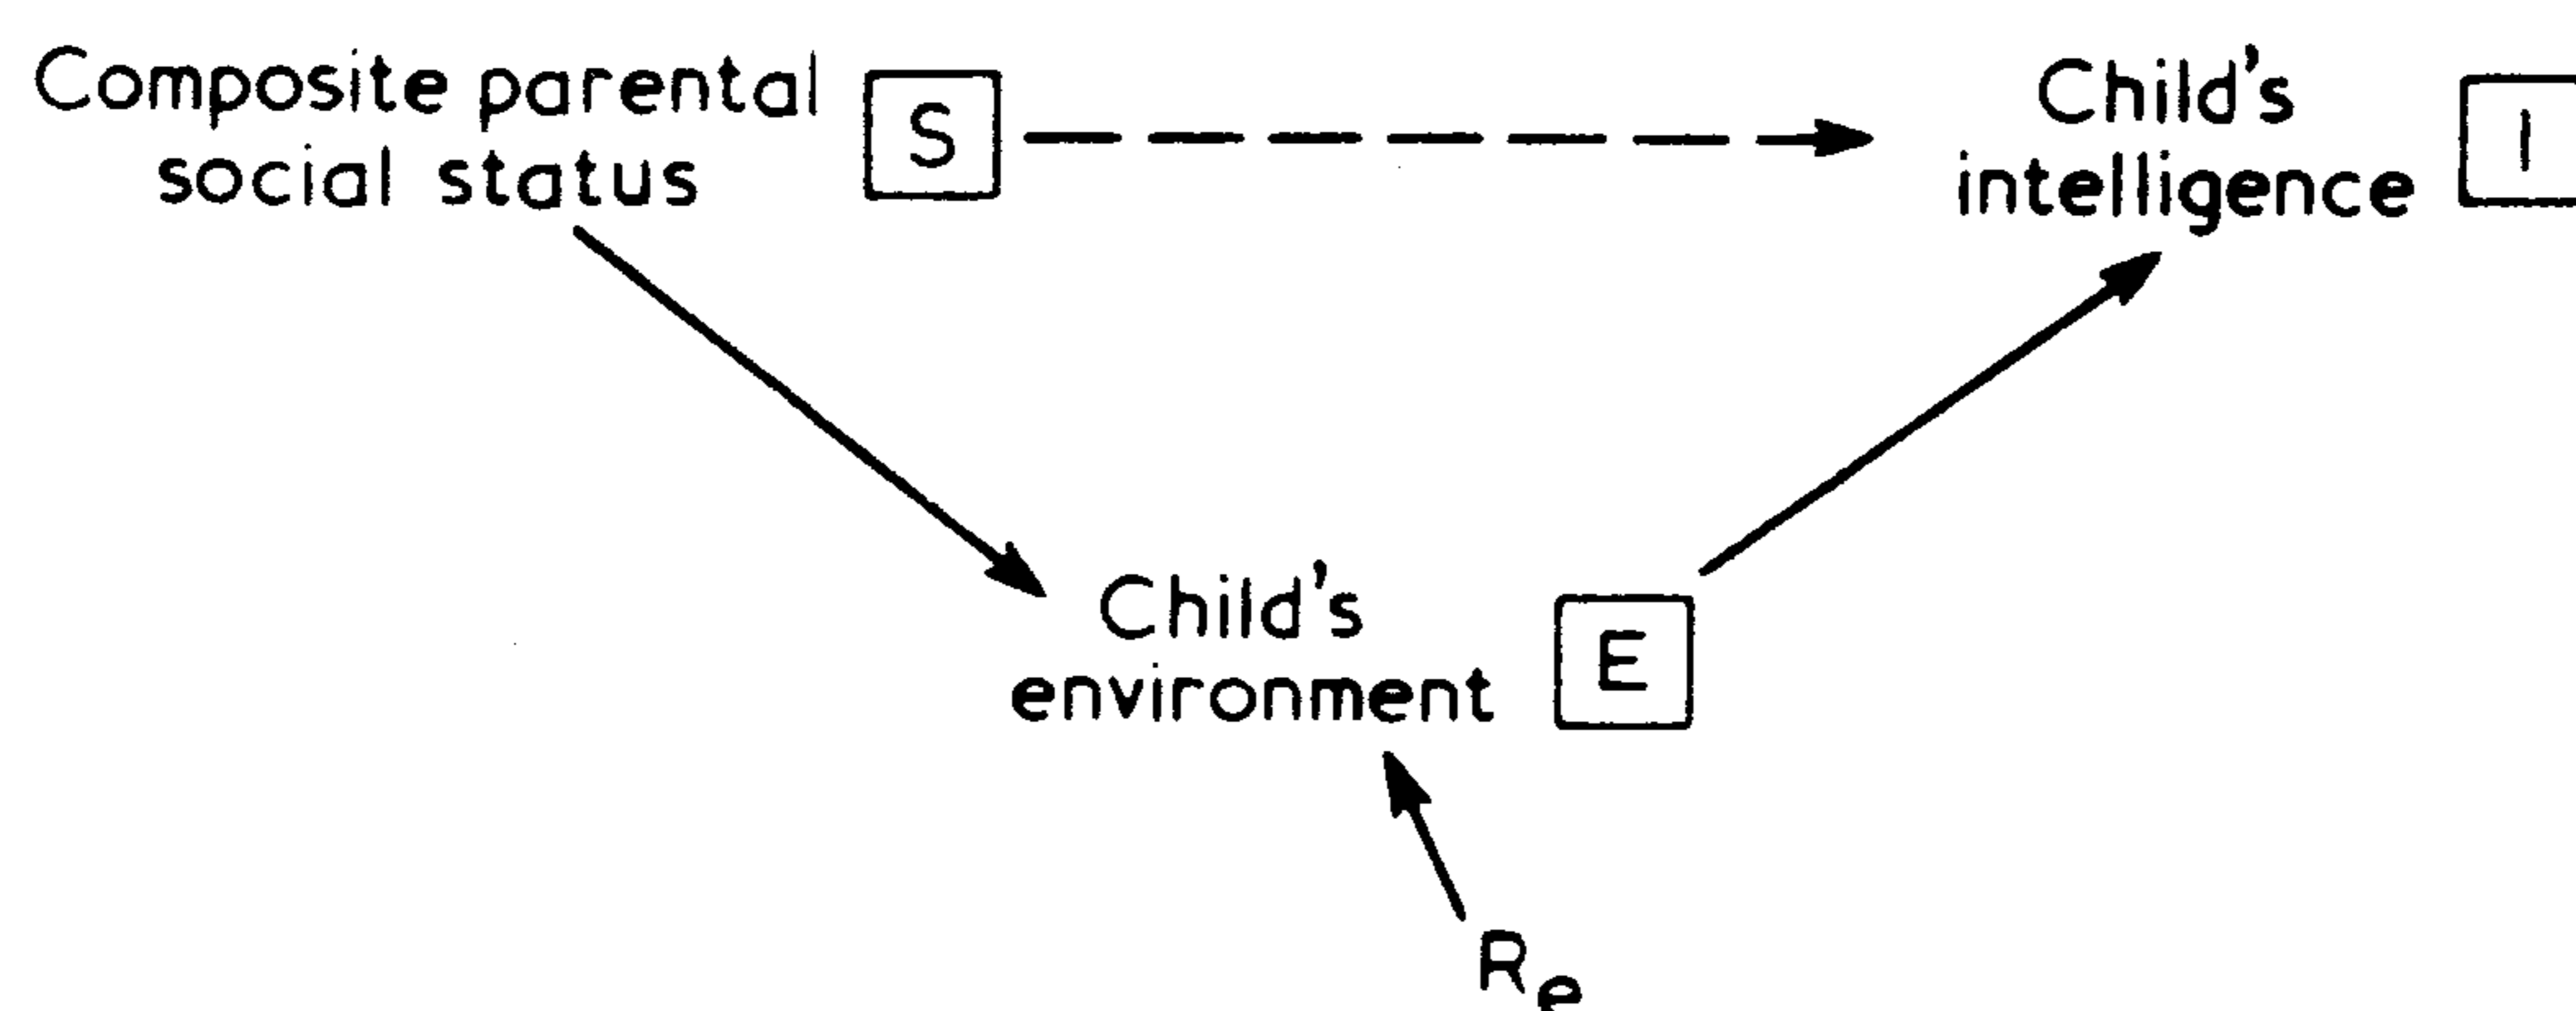 Composite parental
social status
S
Child's
intelligence
I
Child's
environment
E
Re